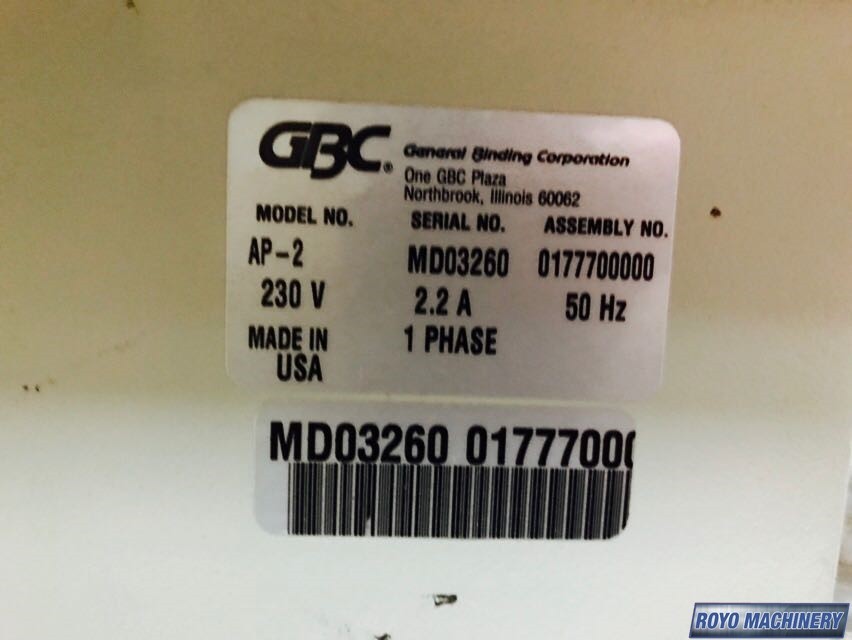 GBC® General Binding Corporation
One GBC Plaza
Northbrook, Illinois 60062
MODEL NO. SERIAL NO. ASSEMBLY NO.
AP-2 MD03260 0177700000
230 V 2.2 A 50 Hz
MADE IN USA 1 PHASE
MD03260 01777000
ROYO MACHINERY